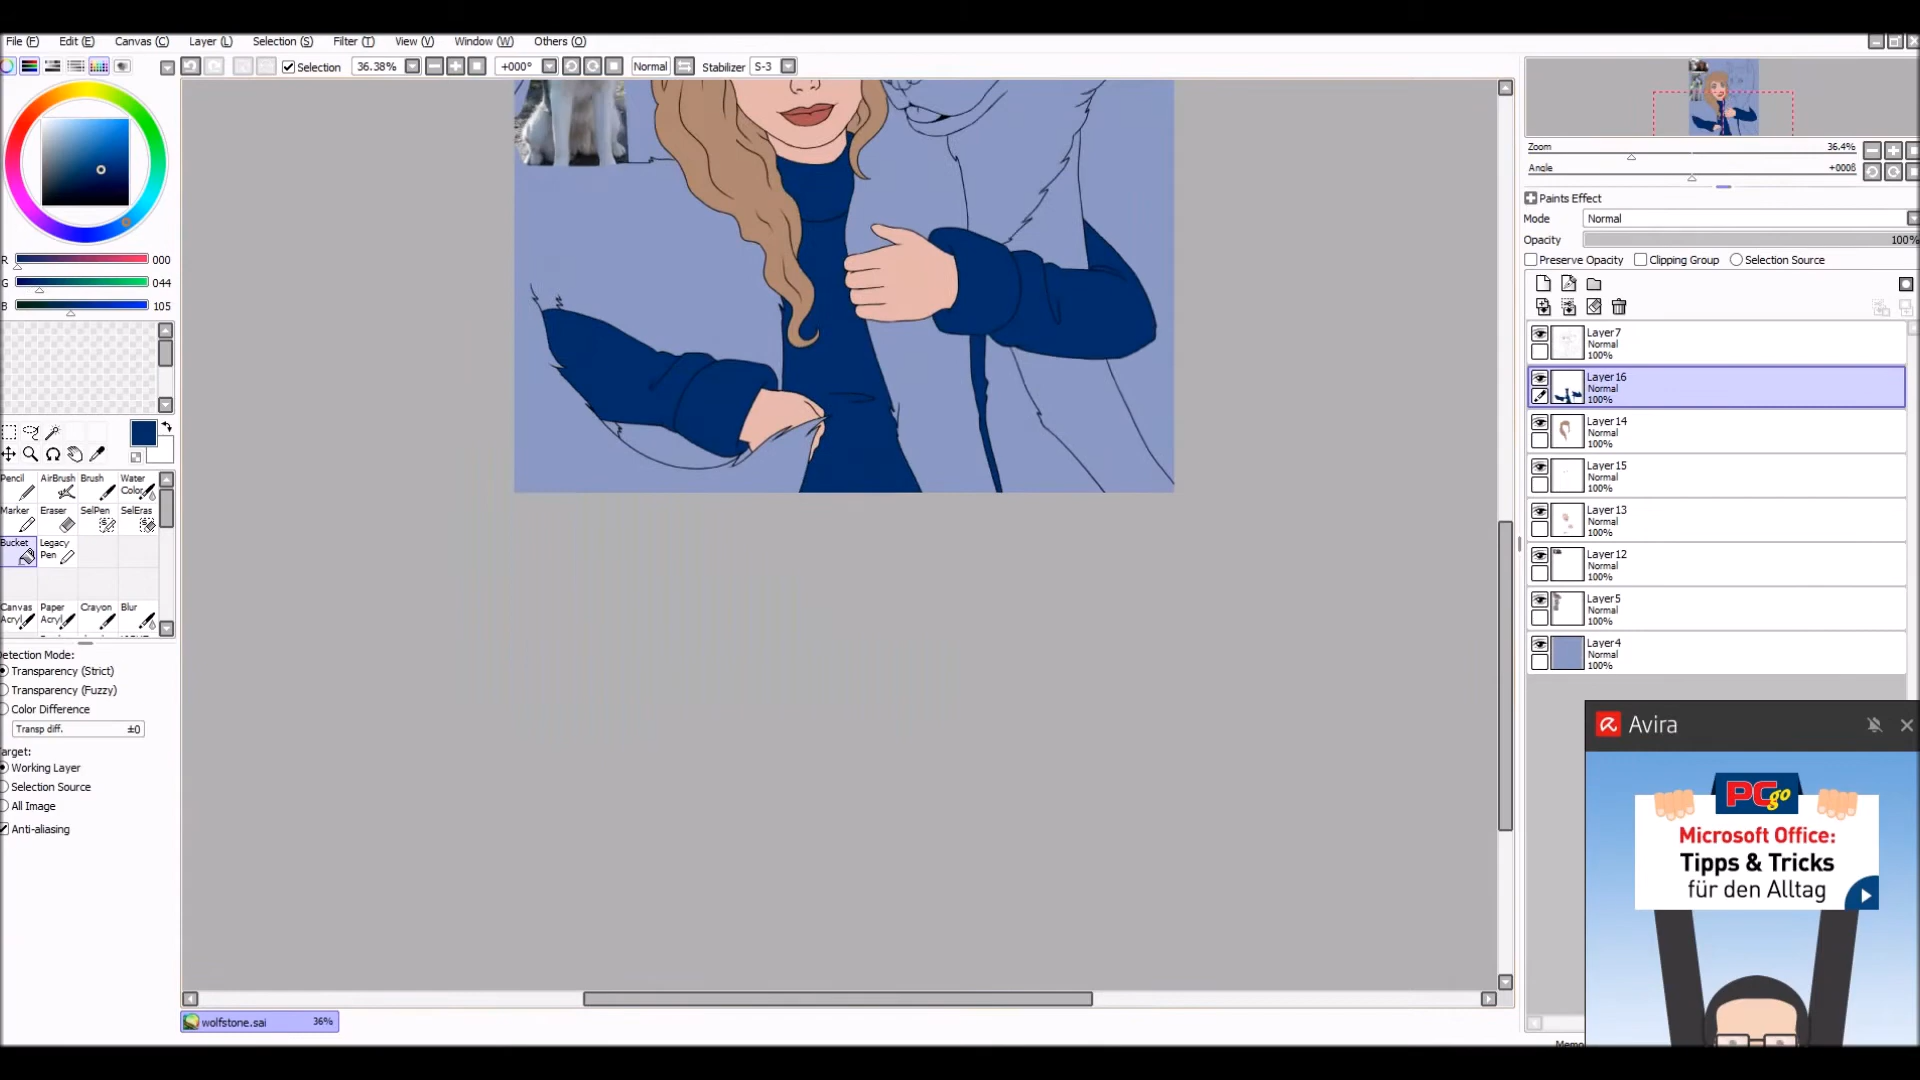 File (F) Edit (E) Canvas (C) Layer (L) Selection (S) Filter (T) View (V) Window (W) Others (O)
Selection 36.38% +000° Normal Stabilizer S-3
R 000
G 044
B 105
Pencil AirBrush Brush Water Color
Marker Eraser SelPen SelEras
Bucket Legacy Pen
Canvas Acryl Paper Acryl Crayon Blur
Detection Mode:
Transparency (Strict)
Transparency (Fuzzy)
Color Difference
Transp diff. ±0
Target:
Working Layer
Selection Source
All Image
Anti-aliasing
wolfstone.sai 36%
Zoom 36.4%
Angle +000δ
Paints Effect
Mode Normal
Opacity 100%
Preserve Opacity Clipping Group Selection Source
Layer7
Normal
100%
Layer16
Normal
100%
Layer14
Normal
100%
Layer15
Normal
100%
Layer13
Normal
100%
Layer12
Normal
100%
Layer5
Normal
100%
Layer4
Normal
100%
Avira
PCgo
Microsoft Office:
Tipps & Tricks
für den Alltag
Memo